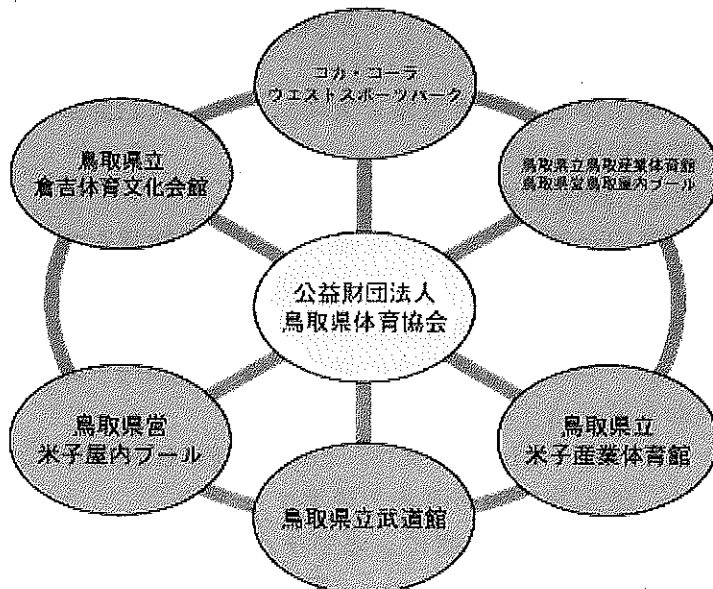 コカ・コーラ
ウエストスポーツパーク
鳥取県立
倉吉体育文化会館
鳥取県立鳥取産業体育館
鳥取県営鳥取屋内プール
公益財団法人
鳥取県体育協会
鳥取県営
米子屋内プール
鳥取県立
米子産業体育館
鳥取県立武道館